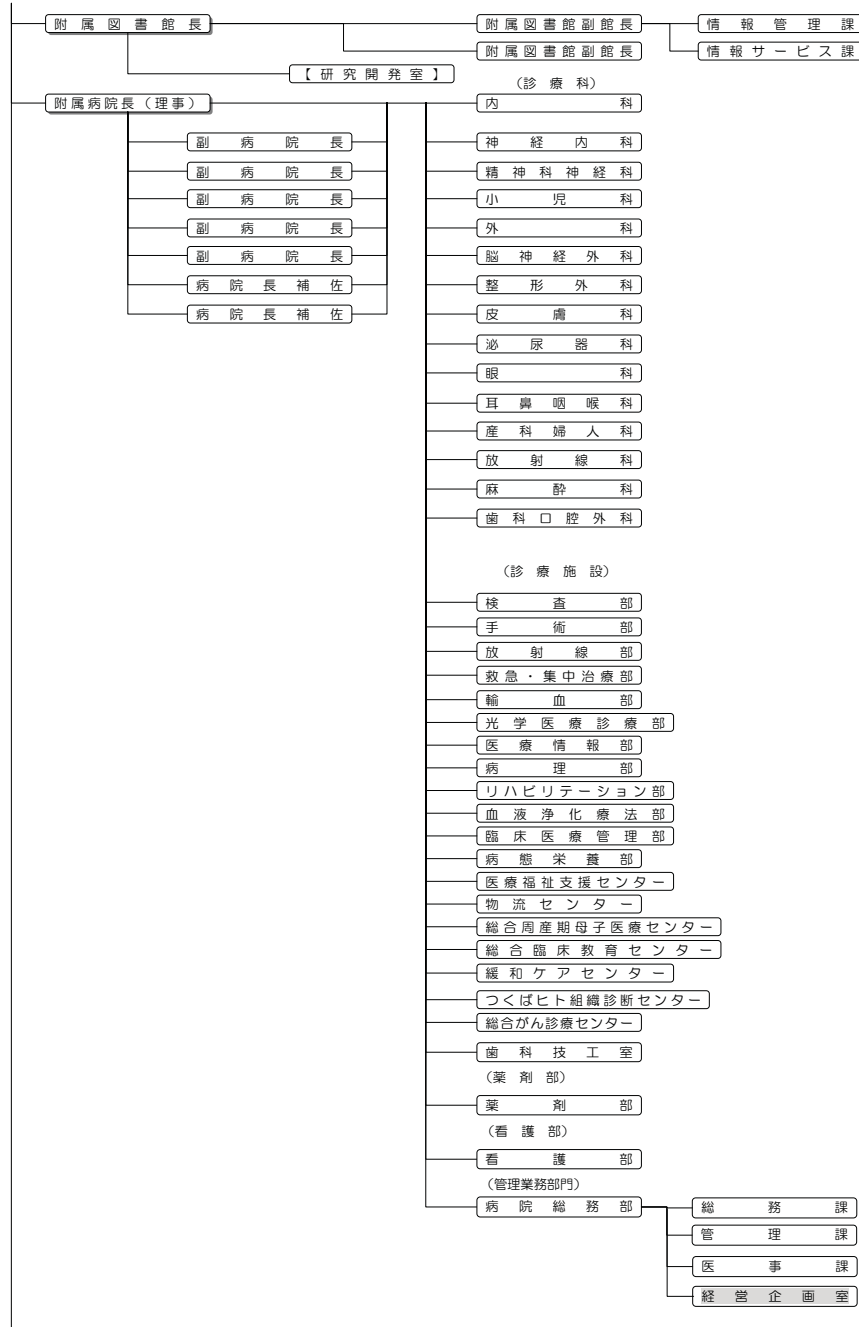 附属図書館長 附属図書館副館長 情報管理課
附属図書館副館長 情報サービス課
【研究開発室】
（診療科）
附属病院長（理事） 内科
副病院長 神経内科
副病院長 精神科神経科
副病院長 小児科
副病院長 外科
副病院長 脳神経外科
病院長補佐 整形外科
病院長補佐 皮膚科
泌尿器科
眼科
耳鼻咽喉科
産科婦人科
放射線科
麻酔科
歯科口腔外科
（診療施設）
検査部
手術部
放射線部
救急・集中治療部
輸血部
光学医療診療部
医療情報部
病理部
リハビリテーション部
血液浄化療法部
臨床医療管理部
病態栄養部
医療福祉支援センター
物流センター
総合周産期母子医療センター
総合臨床教育センター
緩和ケアセンター
つくばヒト組織診断センター
総合がん診療センター
歯科技工室
（薬剤部）
薬剤部
（看護部）
看護部
（管理業務部門）
病院総務部 総務課
管理課
医事課
経営企画室